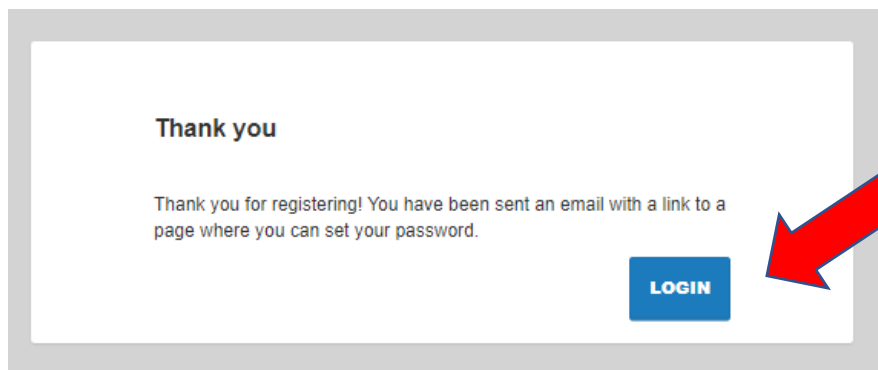 Thank you
Thank you for registering! You have been sent an email with a link to a
page where you can set your password.
LOGIN